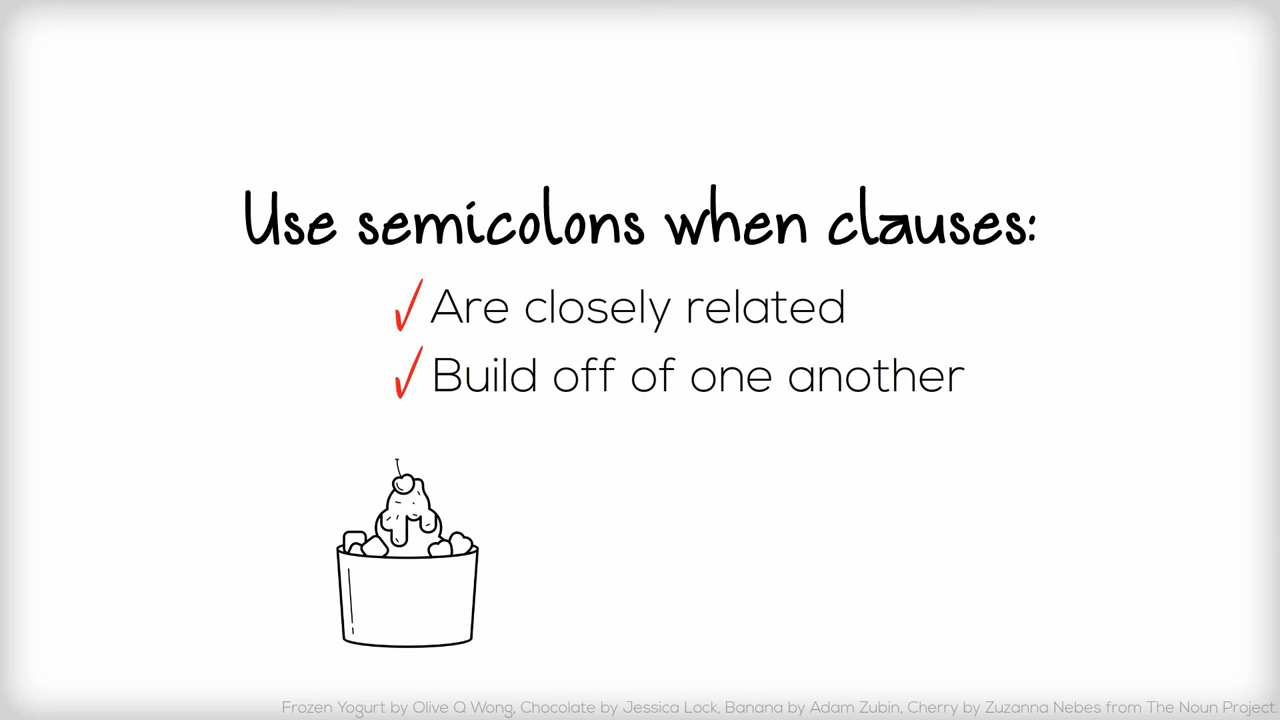 Use semicolons when clauses:
Are closely related
Build off of one another
Frozen Yogurt by Olive Q Wong, Chocolate by Jessica Lock, Banana by Adam Zubin, Cherry by Zuzanna Nebes from The Noun Project